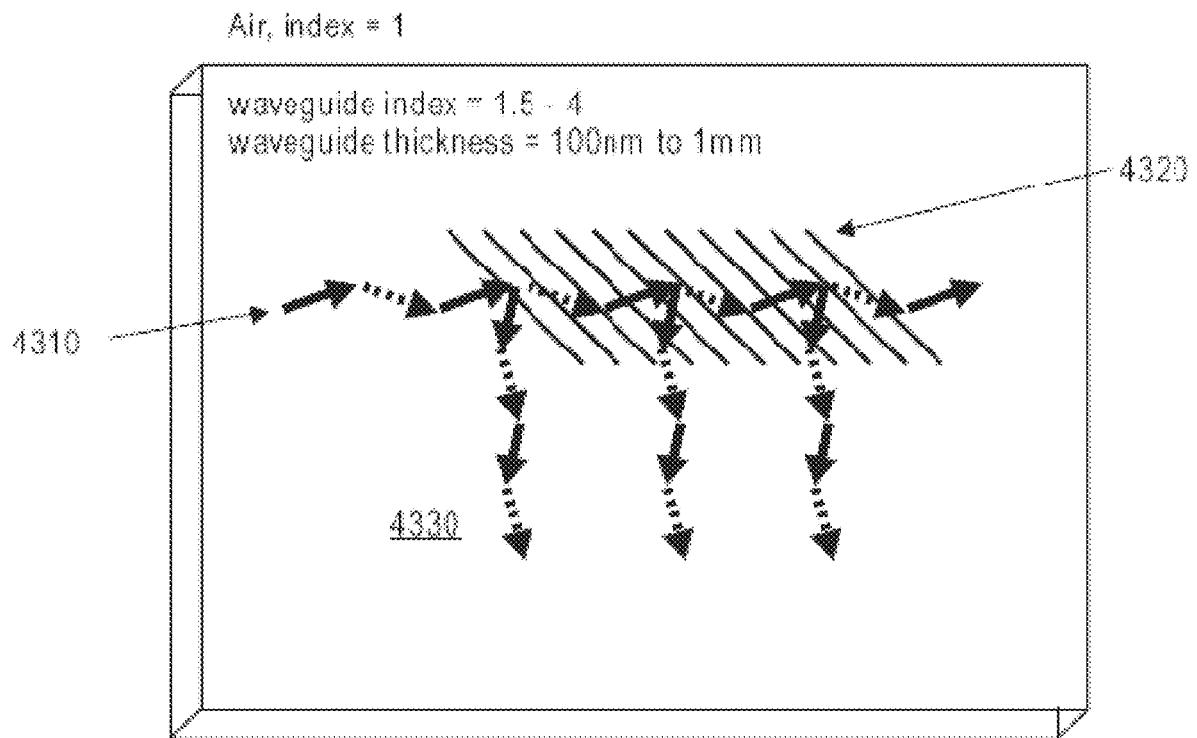 Air, index = 1
waveguide index = 1.5 - 4
waveguide thickness = 100nm to 1mm
4320
4310
4330